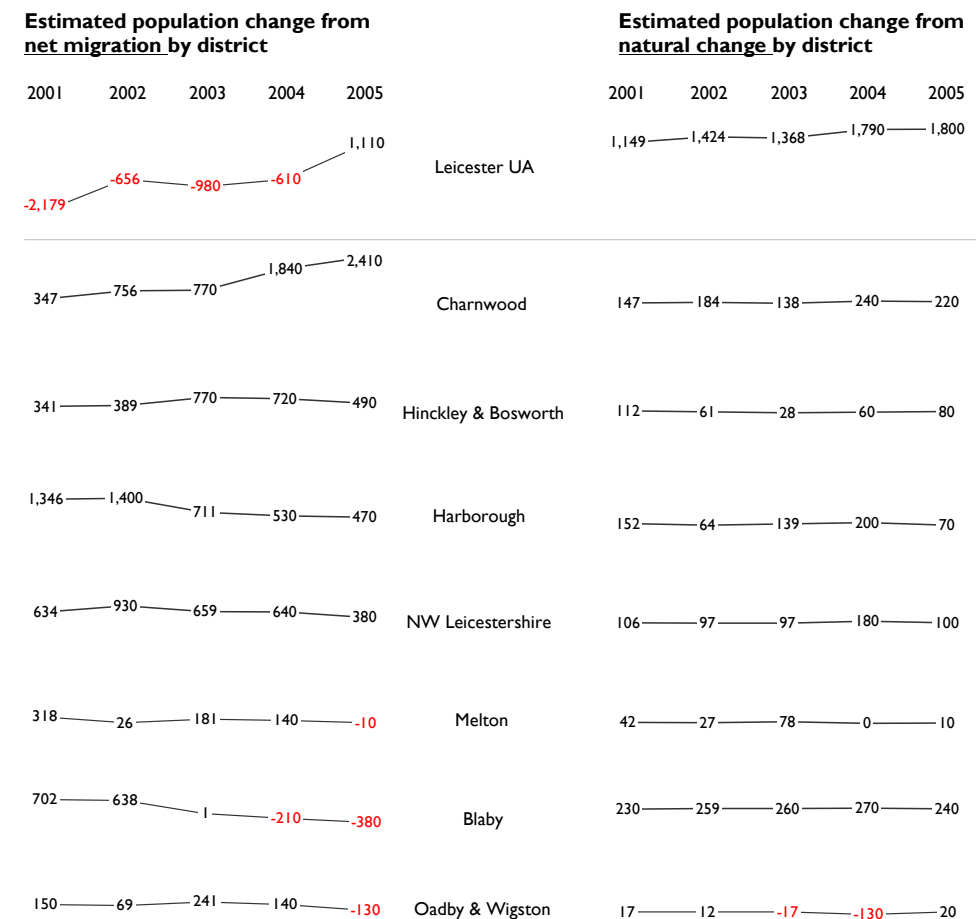 Estimated population change from
net migration by district
Estimated population change from
natural change by district
2001 2002 2003 2004 2005
2001 2002 2003 2004 2005
-2,179 -656 -980 -610 1,110
Leicester UA
1,149 1,424 1,368 1,790 1,800
347 756 770 1,840 2,410
Charnwood
147 184 138 240 220
341 389 770 720 490
Hinckley & Bosworth
112 61 28 60 80
1,346 1,400 711 530 470
Harborough
152 64 139 200 70
634 930 659 640 380
NW Leicestershire
106 97 97 180 100
318 26 181 140 -10
Melton
42 27 78 0 10
702 638 1 -210 -380
Blaby
230 259 260 270 240
150 69 241 140 -130
Oadby & Wigston
17 12 -17 -130 20